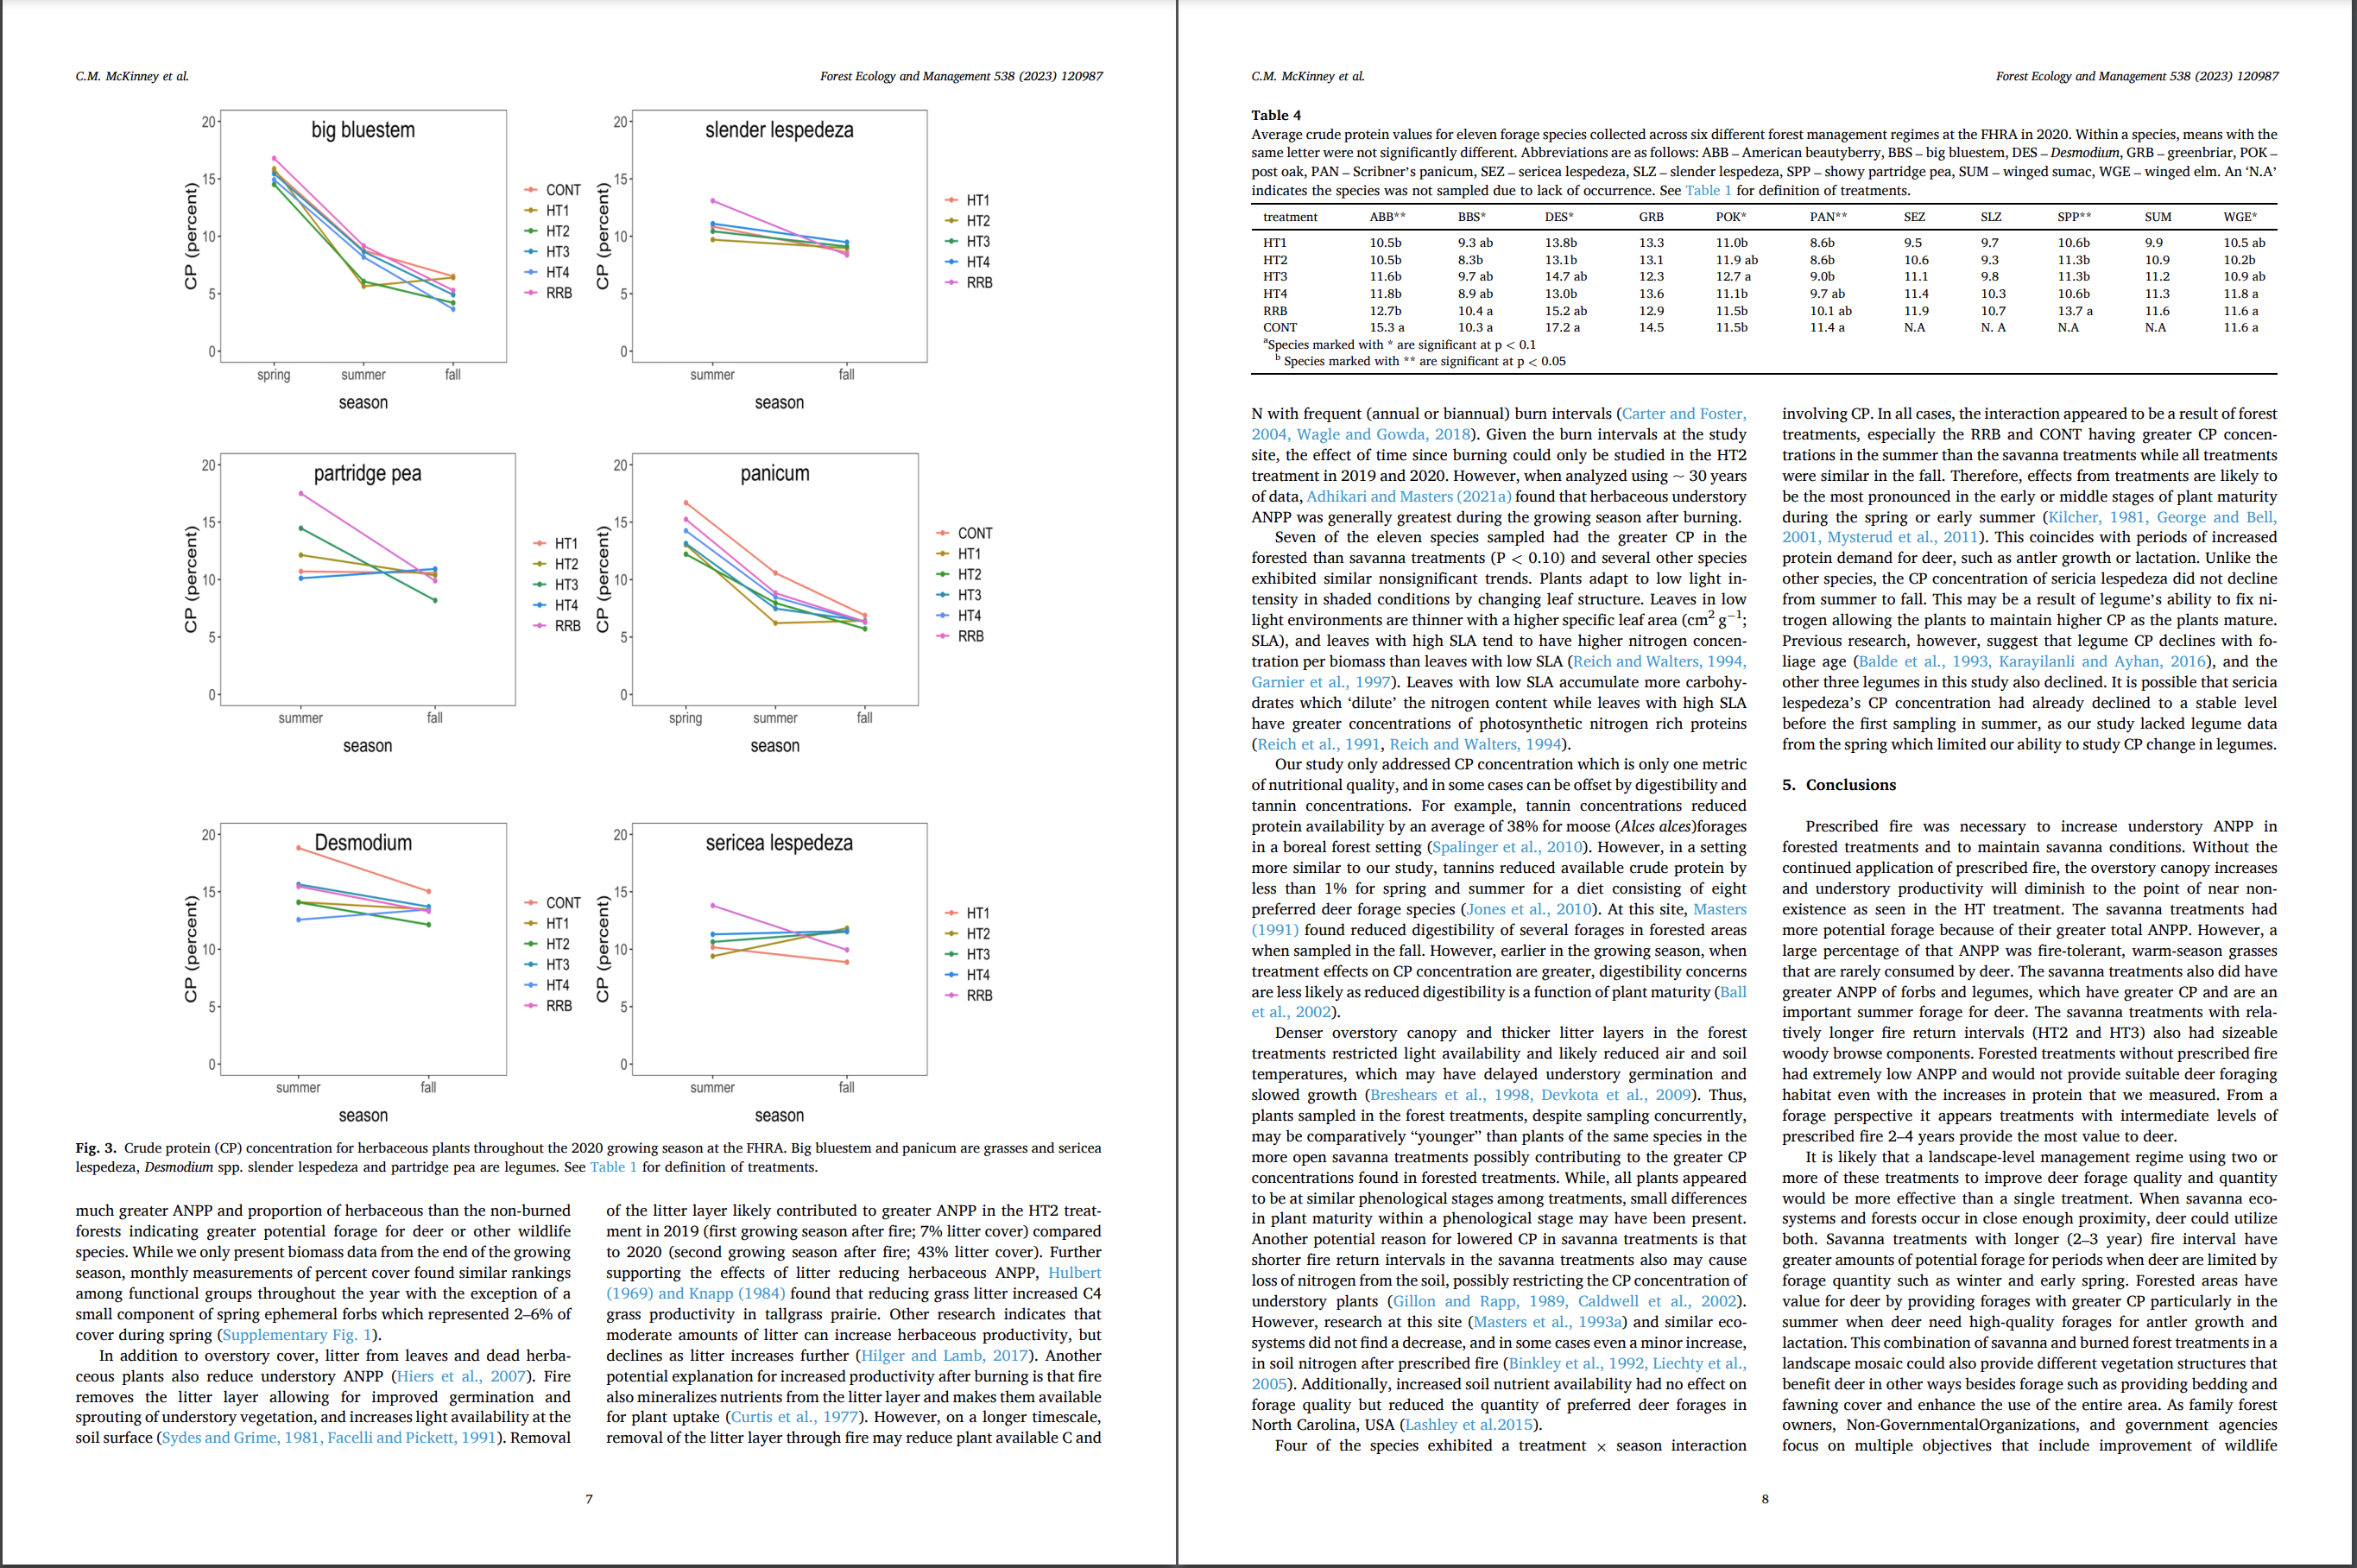 C.M. McKinney et al.
Forest Ecology and Management 538 (2023) 120987
big bluestem
CP (percent)
20
15
10
5
0
spring
summer
fall
season
CONT
HT1
HT2
HT3
HT4
RRB
slender lespedeza
CP (percent)
20
15
10
5
0
summer
fall
season
HT1
HT2
HT3
HT4
RRB
partridge pea
CP (percent)
20
15
10
5
0
summer
fall
season
HT1
HT2
HT3
HT4
RRB
panicum
CP (percent)
20
15
10
5
0
spring
summer
fall
season
CONT
HT1
HT2
HT3
HT4
RRB
Desmodium
CP (percent)
20
15
10
5
0
summer
fall
season
CONT
HT1
HT2
HT3
HT4
RRB
sericea lespedeza
CP (percent)
20
15
10
5
0
summer
fall
season
HT1
HT2
HT3
HT4
RRB
Fig. 3. Crude protein (CP) concentration for herbaceous plants throughout the 2020 growing season at the FHRA. Big bluestem and panicum are grasses and sericea
lespedeza, Desmodium spp. slender lespedeza and partridge pea are legumes. See Table 1 for definition of treatments.
much greater ANPP and proportion of herbaceous than the non-burned
forests indicating greater potential forage for deer or other wildlife
species. While we only present biomass data from the end of the growing
season, monthly measurements of percent cover found similar rankings
among functional groups throughout the year with the exception of a
small component of spring ephemeral forbs which represented 2–6% of
cover during spring (Supplementary Fig. 1).
In addition to overstory cover, litter from leaves and dead herba-
ceous plants also reduce understory ANPP (Hiers et al., 2007). Fire
removes the litter layer allowing for improved germination and
sprouting of understory vegetation, and increases light availability at the
soil surface (Sydes and Grime, 1981, Facelli and Pickett, 1991). Removal
of the litter layer likely contributed to greater ANPP in the HT2 treat-
ment in 2019 (first growing season after fire; 7% litter cover) compared
to 2020 (second growing season after fire; 43% litter cover). Further
supporting the effects of litter reducing herbaceous ANPP, Hulbert
(1969) and Knapp (1984) found that reducing grass litter increased C4
grass productivity in tallgrass prairie. Other research indicates that
moderate amounts of litter can increase herbaceous productivity, but
declines as litter increases further (Hilger and Lamb, 2017). Another
potential explanation for increased productivity after burning is that fire
also mineralizes nutrients from the litter layer and makes them available
for plant uptake (Curtis et al., 1977). However, on a longer timescale,
removal of the litter layer through fire may reduce plant available C and
7
C.M. McKinney et al.
Forest Ecology and Management 538 (2023) 120987
Table 4
Average crude protein values for eleven forage species collected across six different forest management regimes at the FHRA in 2020. Within a species, means with the
same letter were not significantly different. Abbreviations are as follows: ABB – American beautyberry, BBS – big bluestem, DES – Desmodium, GRB – greenbriar, POK –
post oak, PAN – Scribner's panicum, SEZ – sericea lespedeza, SLZ – slender lespedeza, SPP – showy partridge pea, SUM – winged sumac, WGE – winged elm. An 'N.A'
indicates the species was not sampled due to lack of occurrence. See Table 1 for definition of treatments.
treatment ABB** BBS* DES* GRB POK* PAN** SEZ SLZ SPP** SUM WGE*
HT1 10.5b 9.3 ab 13.8b 13.3 11.0b 8.6b 9.5 9.7 10.6b 9.9 10.5 ab
HT2 10.5b 8.3b 13.1b 13.1 11.9 ab 8.6b 10.6 9.3 11.3b 10.9 10.2b
HT3 11.6b 9.7 ab 14.7 ab 12.3 12.7 a 9.0b 11.1 9.8 11.3b 11.2 10.9 ab
HT4 11.8b 8.9 ab 13.0b 13.6 11.1b 9.7 ab 11.4 10.3 10.6b 11.3 11.8 a
RRB 12.7b 10.4 a 15.2 ab 12.9 11.5b 10.1 ab 11.9 10.7 13.7 a 11.6 11.6 a
CONT 15.3 a 10.3 a 17.2 a 14.5 11.5b 11.4 a N.A N. A N.A N.A 11.6 a
aSpecies marked with * are significant at p < 0.1
b Species marked with ** are significant at p < 0.05
N with frequent (annual or biannual) burn intervals (Carter and Foster,
2004, Wagle and Gowda, 2018). Given the burn intervals at the study
site, the effect of time since burning could only be studied in the HT2
treatment in 2019 and 2020. However, when analyzed using ~ 30 years
of data, Adhikari and Masters (2021a) found that herbaceous understory
ANPP was generally greatest during the growing season after burning.
Seven of the eleven species sampled had the greater CP in the
forested than savanna treatments (P < 0.10) and several other species
exhibited similar nonsignificant trends. Plants adapt to low light in-
tensity in shaded conditions by changing leaf structure. Leaves in low
light environments are thinner with a higher specific leaf area (cm² g⁻¹;
SLA), and leaves with high SLA tend to have higher nitrogen concen-
tration per biomass than leaves with low SLA (Reich and Walters, 1994,
Garnier et al., 1997). Leaves with low SLA accumulate more carbohy-
drates which 'dilute' the nitrogen content while leaves with high SLA
have greater concentrations of photosynthetic nitrogen rich proteins
(Reich et al., 1991, Reich and Walters, 1994).
Our study only addressed CP concentration which is only one metric
of nutritional quality, and in some cases can be offset by digestibility and
tannin concentrations. For example, tannin concentrations reduced
protein availability by an average of 38% for moose (Alces alces)forages
in a boreal forest setting (Spalinger et al., 2010). However, in a setting
more similar to our study, tannins reduced available crude protein by
less than 1% for spring and summer for a diet consisting of eight
preferred deer forage species (Jones et al., 2010). At this site, Masters
(1991) found reduced digestibility of several forages in forested areas
when sampled in the fall. However, earlier in the growing season, when
treatment effects on CP concentration are greater, digestibility concerns
are less likely as reduced digestibility is a function of plant maturity (Ball
et al., 2002).
Denser overstory canopy and thicker litter layers in the forest
treatments restricted light availability and likely reduced air and soil
temperatures, which may have delayed understory germination and
slowed growth (Breshears et al., 1998, Devkota et al., 2009). Thus,
plants sampled in the forest treatments, despite sampling concurrently,
may be comparatively “younger” than plants of the same species in the
more open savanna treatments possibly contributing to the greater CP
concentrations found in forested treatments. While, all plants appeared
to be at similar phenological stages among treatments, small differences
in plant maturity within a phenological stage may have been present.
Another potential reason for lowered CP in savanna treatments is that
shorter fire return intervals in the savanna treatments also may cause
loss of nitrogen from the soil, possibly restricting the CP concentration of
understory plants (Gillon and Rapp, 1989, Caldwell et al., 2002).
However, research at this site (Masters et al., 1993a) and similar eco-
systems did not find a decrease, and in some cases even a minor increase,
in soil nitrogen after prescribed fire (Binkley et al., 1992, Liechty et al.,
2005). Additionally, increased soil nutrient availability had no effect on
forage quality but reduced the quantity of preferred deer forages in
North Carolina, USA (Lashley et al.2015).
Four of the species exhibited a treatment × season interaction
involving CP. In all cases, the interaction appeared to be a result of forest
treatments, especially the RRB and CONT having greater CP concen-
trations in the summer than the savanna treatments while all treatments
were similar in the fall. Therefore, effects from treatments are likely to
be the most pronounced in the early or middle stages of plant maturity
during the spring or early summer (Kilcher, 1981, George and Bell,
2001, Mysterud et al., 2011). This coincides with periods of increased
protein demand for deer, such as antler growth or lactation. Unlike the
other species, the CP concentration of sericia lespedeza did not decline
from summer to fall. This may be a result of legume's ability to fix ni-
trogen allowing the plants to maintain higher CP as the plants mature.
Previous research, however, suggest that legume CP declines with fo-
liage age (Balde et al., 1993, Karayilanli and Ayhan, 2016), and the
other three legumes in this study also declined. It is possible that sericia
lespedeza's CP concentration had already declined to a stable level
before the first sampling in summer, as our study lacked legume data
from the spring which limited our ability to study CP change in legumes.
5. Conclusions
Prescribed fire was necessary to increase understory ANPP in
forested treatments and to maintain savanna conditions. Without the
continued application of prescribed fire, the overstory canopy increases
and understory productivity will diminish to the point of near non-
existence as seen in the HT treatment. The savanna treatments had
more potential forage because of their greater total ANPP. However, a
large percentage of that ANPP was fire-tolerant, warm-season grasses
that are rarely consumed by deer. The savanna treatments also did have
greater ANPP of forbs and legumes, which have greater CP and are an
important summer forage for deer. The savanna treatments with rela-
tively longer fire return intervals (HT2 and HT3) also had sizeable
woody browse components. Forested treatments without prescribed fire
had extremely low ANPP and would not provide suitable deer foraging
habitat even with the increases in protein that we measured. From a
forage perspective it appears treatments with intermediate levels of
prescribed fire 2–4 years provide the most value to deer.
It is likely that a landscape-level management regime using two or
more of these treatments to improve deer forage quality and quantity
would be more effective than a single treatment. When savanna eco-
systems and forests occur in close enough proximity, deer could utilize
both. Savanna treatments with longer (2–3 year) fire interval have
greater amounts of potential forage for periods when deer are limited by
forage quantity such as winter and early spring. Forested areas have
value for deer by providing forages with greater CP particularly in the
summer when deer need high-quality forages for antler growth and
lactation. This combination of savanna and burned forest treatments in a
landscape mosaic could also provide different vegetation structures that
benefit deer in other ways besides forage such as providing bedding and
fawning cover and enhance the use of the entire area. As family forest
owners, Non-GovernmentalOrganizations, and government agencies
focus on multiple objectives that include improvement of wildlife
8